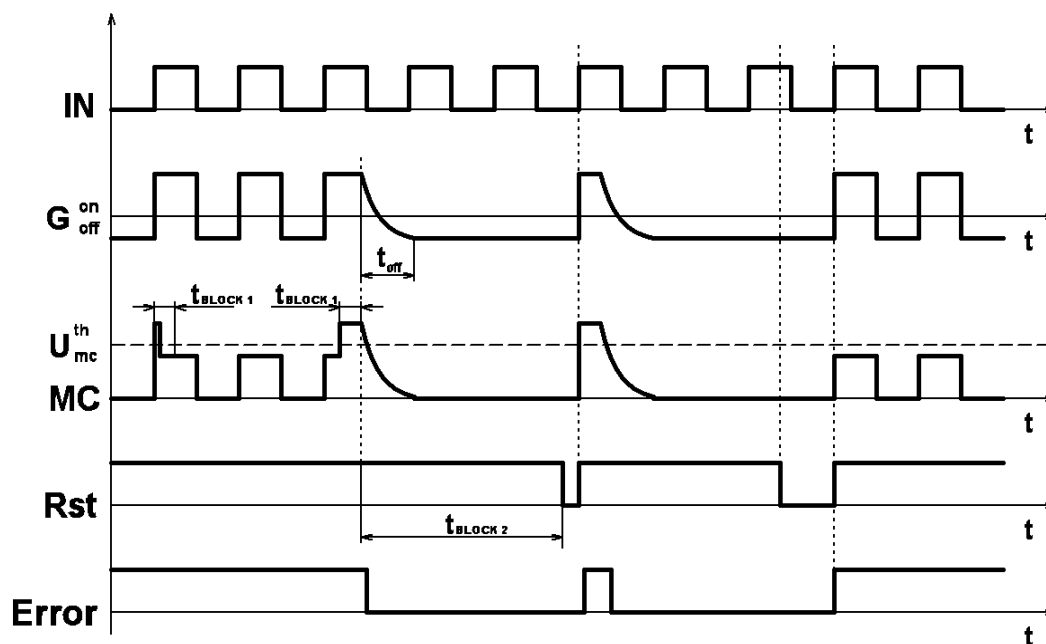 IN
t
G on off
t
t off
t BLOCK 1
t BLOCK 1
U th mc
MC
t
Rst
t BLOCK 2
t
Error
t